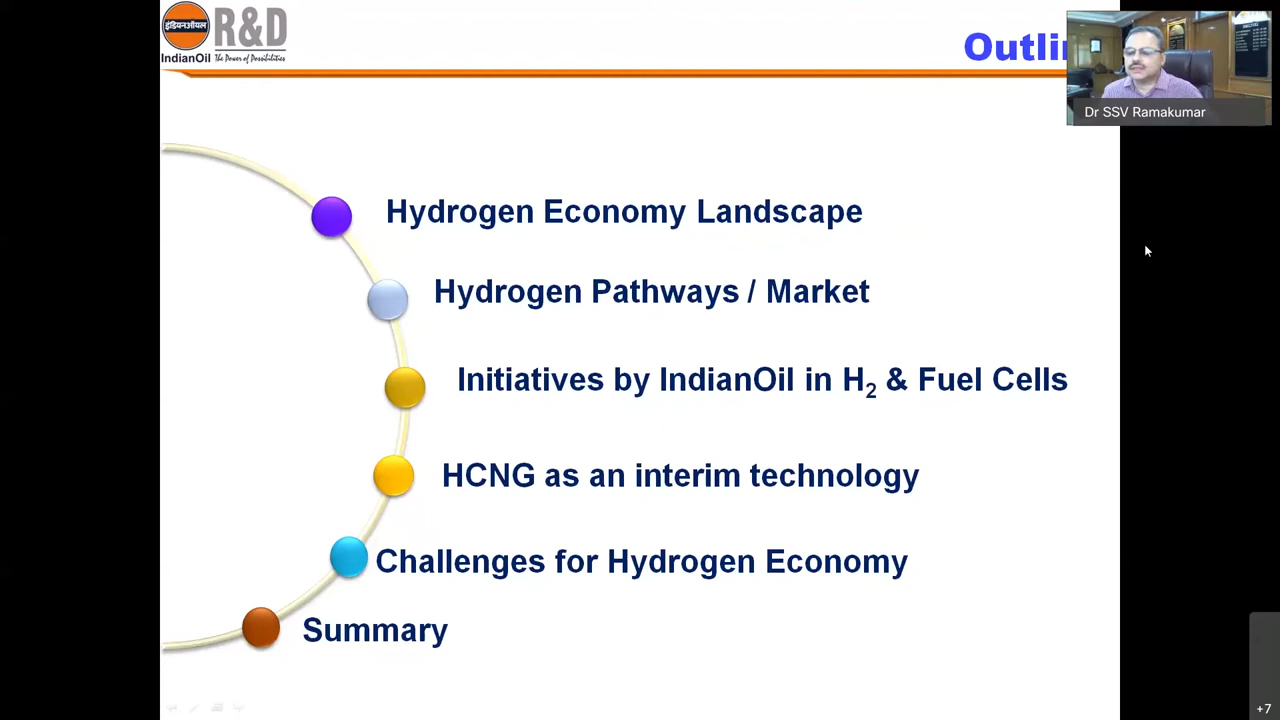 इंडियनऑयल
IndianOil
R&D
The Power of Possibilities
Outlin
Dr SSV Ramakumar
Hydrogen Economy Landscape
Hydrogen Pathways / Market
Initiatives by IndianOil in H₂ & Fuel Cells
HCNG as an interim technology
Challenges for Hydrogen Economy
Summary
+7